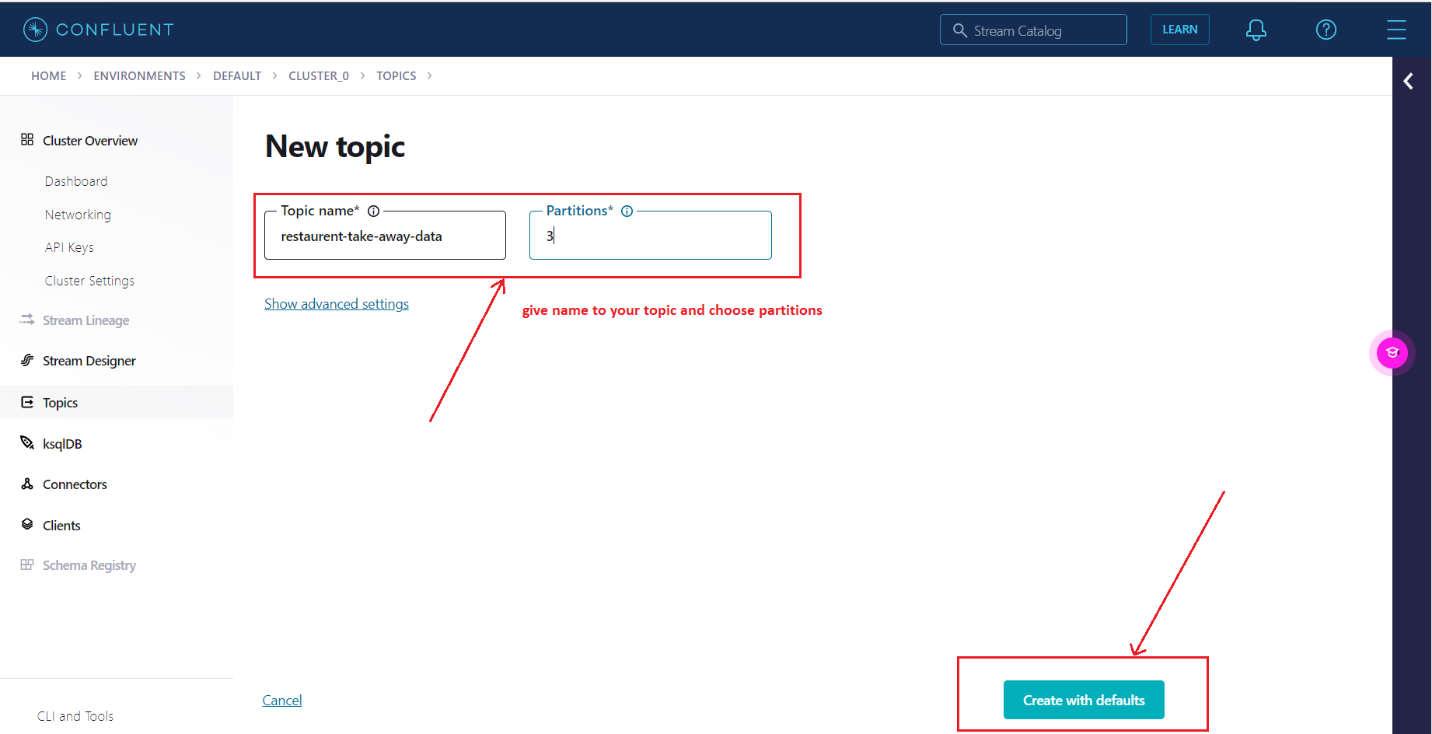 CONFLUENT
Stream Catalog
LEARN
HOME > ENVIRONMENTS > DEFAULT > CLUSTER_0 > TOPICS >
Cluster Overview
Dashboard
Networking
API Keys
Cluster Settings
Stream Lineage
Stream Designer
Topics
ksqlDB
Connectors
Clients
Schema Registry
CLI and Tools
New topic
Topic name* Partitions*
restaurent-take-away-data 3
Show advanced settings
give name to your topic and choose partitions
Cancel
Create with defaults